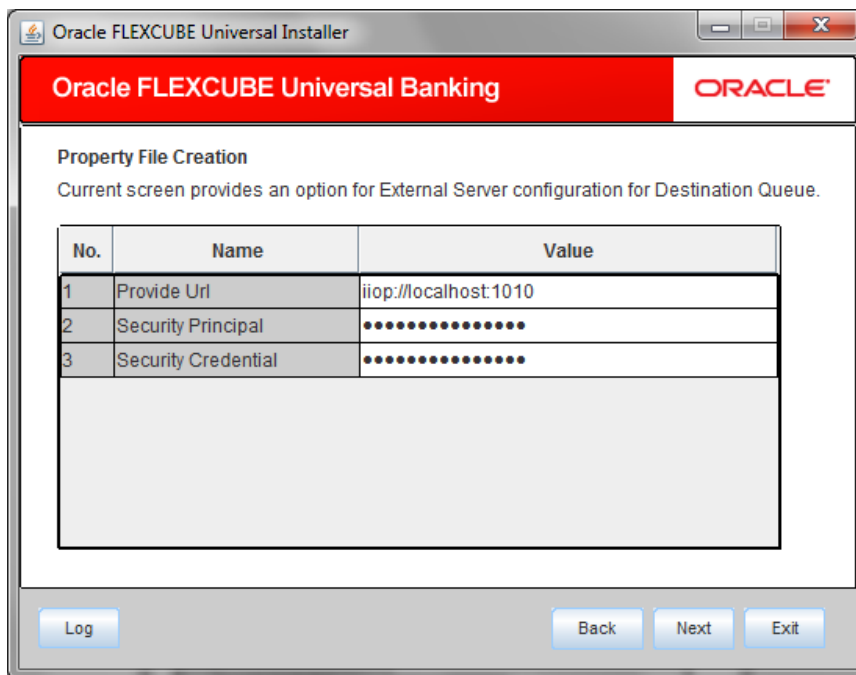 Oracle FLEXCUBE Universal Installer
Oracle FLEXCUBE Universal Banking
ORACLE
Property File Creation
Current screen provides an option for External Server configuration for Destination Queue.
No. Name Value
1 Provide Url iiop://localhost:1010
2 Security Principal •••••••••••••••
3 Security Credential •••••••••••••••
Log Back Next Exit